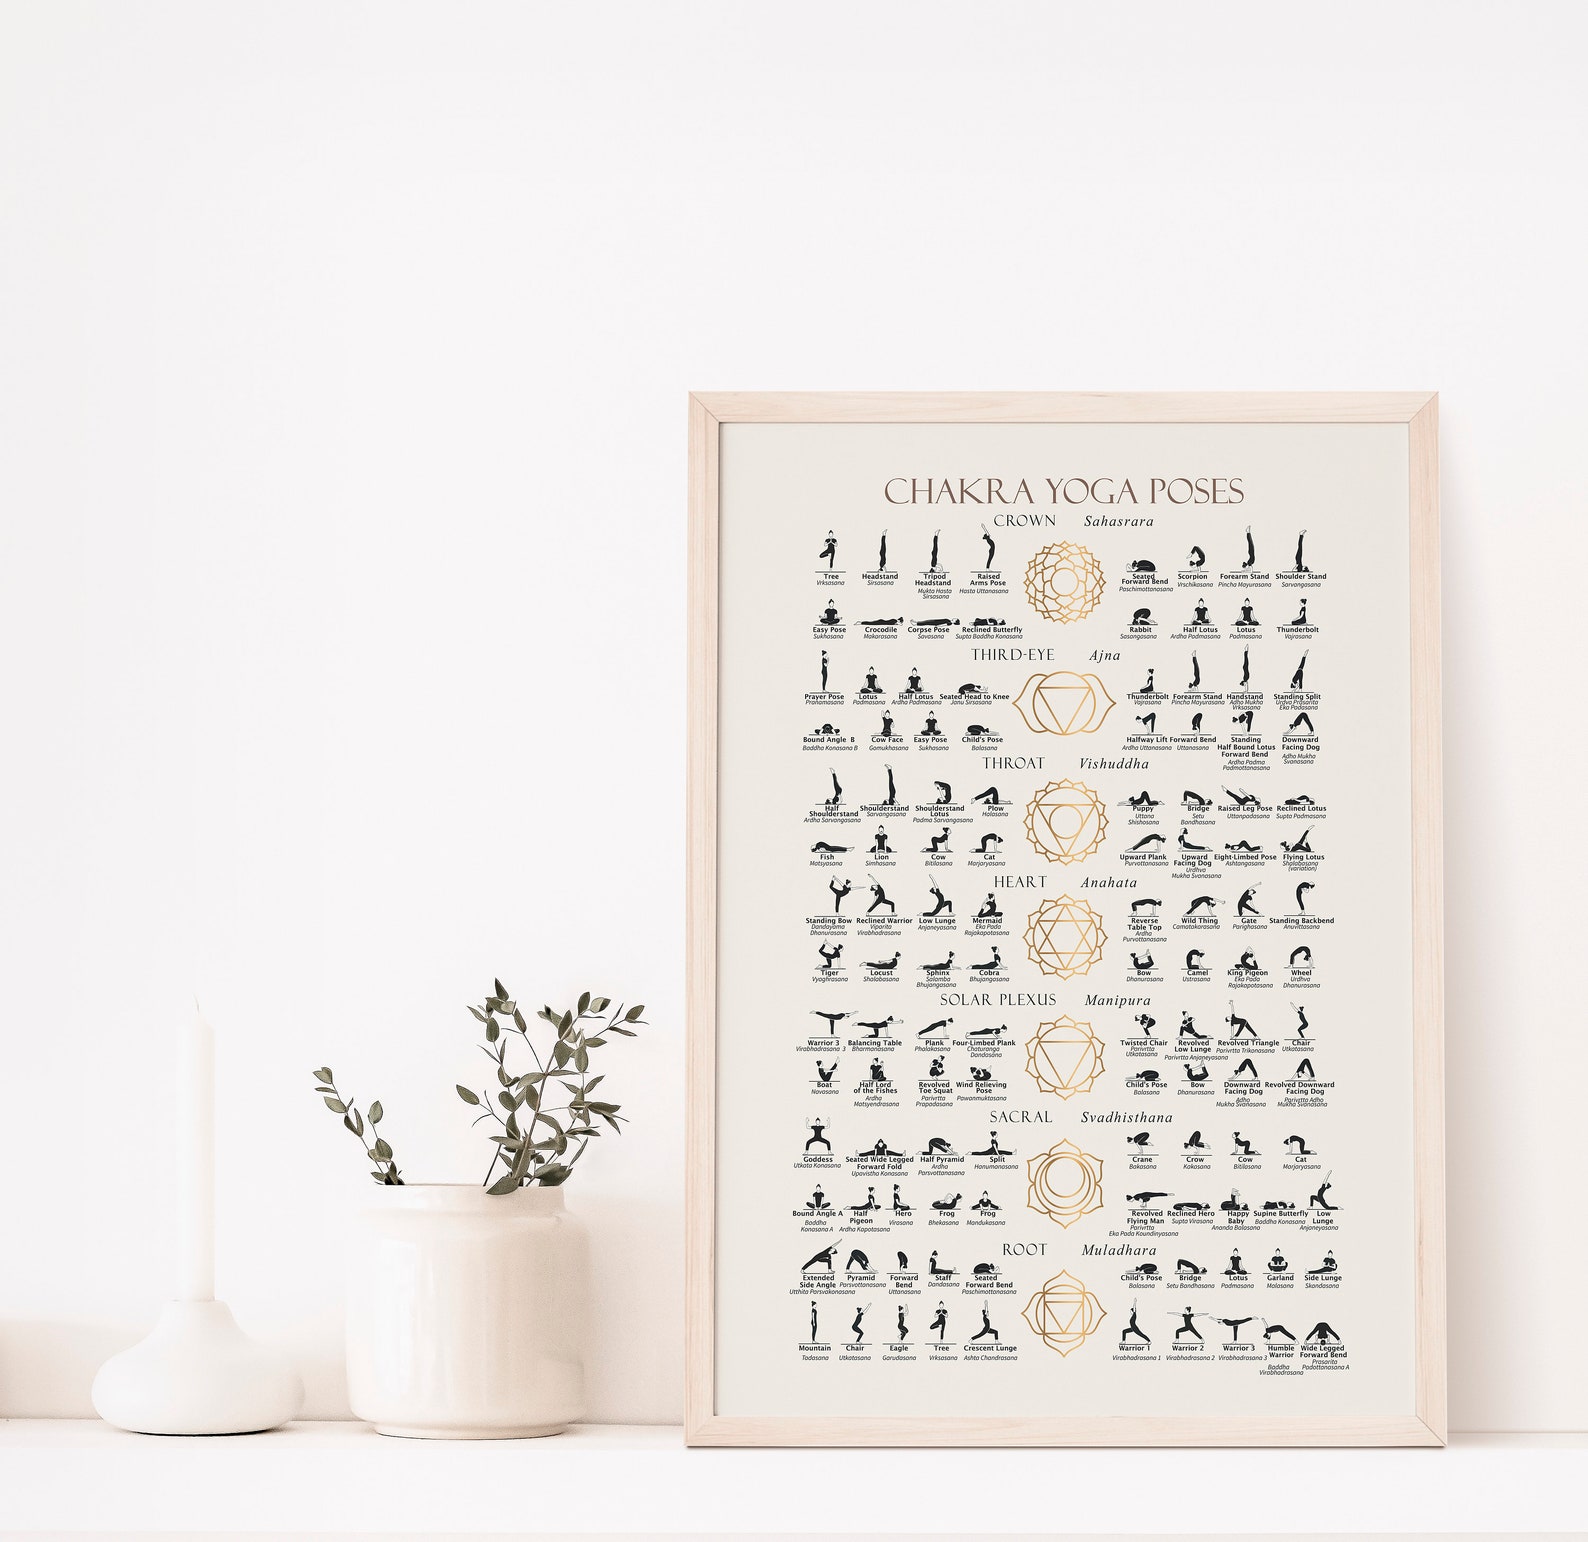 CHAKRA YOGA POSES
CROWN Sahasrara
Tree Headstand Tripod Headstand Raised Arms Pose Seated Forward Bend Scorpion Forearm Stand Shoulder Stand
Vrksasana Sirsasana Mukta Hasta Sirsasana Hasta Uttanasana Paschimottanasana Vrschikasana Pincha Mayurasana Sarvangasana
Easy Pose Crocodile Corpse Pose Reclined Butterfly Rabbit Half Lotus Lotus Thunderbolt
Sukhasana Makarasana Savasana Supta Baddha Konasana Sasangasana Ardha Padmasana Padmasana Vajrasana
THIRD-EYE Ajna
Prayer Pose Lotus Half Lotus Seated Head to Knee Thunderbolt Forearm Stand Handstand Standing Split
Pranamasana Padmasana Ardha Padmasana Janu Sirsasana Vajrasana Pincha Mayurasana Adho Mukha Vrksasana Urdva Prasarita Eka Padasana
Bound Angle B Cow Face Easy Pose Child's Pose Halfway Lift Forward Bend Standing Half Bound Lotus Forward Bend Downward Facing Dog
Baddha Konasana B Gomukhasana Sukhasana Balasana Ardha Uttanasana Uttanasana Ardha Padma Padmottanasana Adho Mukha Svanasana
THROAT Vishuddha
Half Shoulderstand Shoulderstand Shoulderstand Lotus Plow Puppy Bridge Raised Leg Pose Reclined Lotus
Ardha Sarvangasana Sarvangasana Padma Sarvangasana Halasana Uttana Shishosana Setu Bandhasana Uttanpadasana Supta Padmasana
Fish Lion Cow Cat Upward Plank Upward Facing Dog Eight-Limbed Pose Flying Lotus
Matsyasana Simhasana Bitilasana Marjaryasana Purvottanasana Urdhva Mukha Svanasana Ashtangasana Shalabasana (variation)
HEART Anahata
Standing Bow Reclined Warrior Low Lunge Mermaid Reverse Table Top Wild Thing Gate Standing Backbend
Dandayama Dhanurasana Viparita Virabhadrasana Anjaneyasana Eka Pada Rajakapotasana Ardha Purvottanasana Camatakarasana Parighasana Anuvittasana
Tiger Locust Sphinx Cobra Bow Camel King Pigeon Wheel
Vyaghrasana Shalabasana Salamba Bhujangasana Bhujangasana Dhanurasana Ustrasana Eka Pada Rajakapotasana Urdhva Dhanurasana
SOLAR PLEXUS Manipura
Warrior 3 Balancing Table Plank Four-Limbed Plank Twisted Chair Revolved Low Lunge Revolved Triangle Chair
Virabhadrasana 3 Bharmanasana Phalakasana Chaturanga Dandasana Parivrtta Utkatasana Parivrtta Anjaneyasana Parivrtta Trikonasana Utkatasana
Boat Half Lord of the Fishes Revolved Toe Squat Wind Relieving Pose Child's Pose Bow Downward Facing Dog Revolved Downward Facing Dog
Navasana Ardha Matsyendrasana Parivrtta Prapadasana Pawanmuktasana Balasana Dhanurasana Adho Mukha Svanasana Parivrtta Adho Mukha Svanasana
SACRAL Svadhisthana
Goddess Seated Wide Legged Forward Fold Half Pyramid Split Crane Crow Cow Cat
Utkata Konasana Upavistha Konasana Ardha Parsvottanasana Hanumanasana Bakasana Kakasana Bitilasana Marjaryasana
Bound Angle A Half Pigeon Hero Frog Frog Revolved Flying Man Reclined Hero Happy Baby Supine Butterfly Low Lunge
Baddha Konasana A Ardha Kapotasana Virasana Bhekasana Mandukasana Parivrtta Eka Pada Koundinyasana Supta Virasana Ananda Balasana Baddha Konasana Anjoneyasana
ROOT Muladhara
Extended Side Angle Pyramid Forward Bend Staff Seated Forward Bend Child's Pose Bridge Lotus Garland Side Lunge
Utthita Parsvakonasana Parsvottanasana Uttanasana Dandasana Paschimottanasana Balasana Setu Bandhasana Padmasana Malasana Skandasana
Mountain Chair Eagle Tree Crescent Lunge Warrior 1 Warrior 2 Warrior 3 Humble Warrior Wide Legged Forward Bend
Tadasana Utkatasana Garudasana Vrksasana Ashta Chandrasana Virabhadrasana 1 Virabhadrasana 2 Virabhadrasana 3 Baddha Virabhadrasana Prasarita Padottanasana A